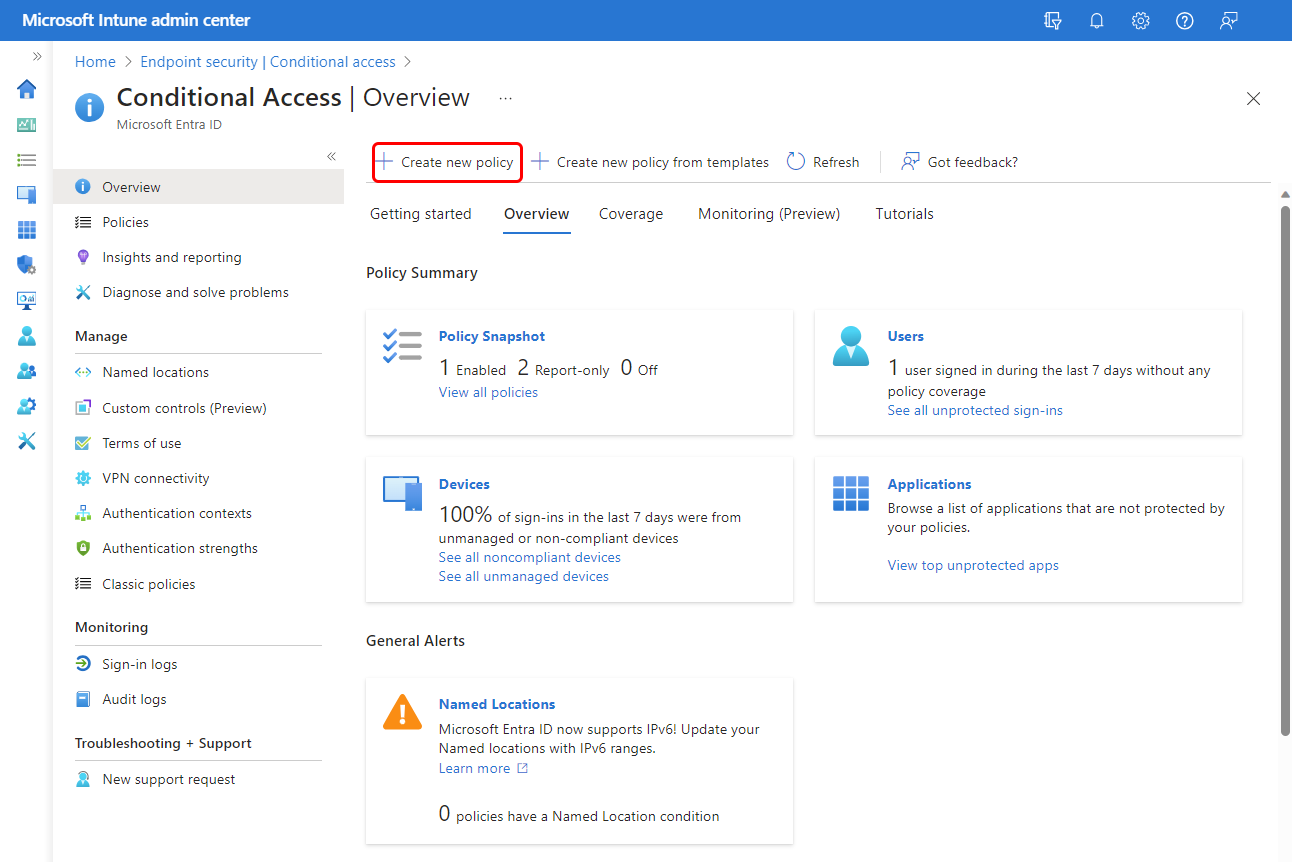 Microsoft Intune admin center
Home > Endpoint security | Conditional access >
Conditional Access | Overview ...
Microsoft Entra ID
Create new policy
Create new policy from templates
Refresh
Got feedback?
Overview
Policies
Insights and reporting
Diagnose and solve problems
Manage
Named locations
Custom controls (Preview)
Terms of use
VPN connectivity
Authentication contexts
Authentication strengths
Classic policies
Monitoring
Sign-in logs
Audit logs
Troubleshooting + Support
New support request
Getting started
Overview
Coverage
Monitoring (Preview)
Tutorials
Policy Summary
Policy Snapshot
1 Enabled 2 Report-only 0 Off
View all policies
Users
1 user signed in during the last 7 days without any
policy coverage
See all unprotected sign-ins
Devices
100% of sign-ins in the last 7 days were from
unmanaged or non-compliant devices
See all noncompliant devices
See all unmanaged devices
Applications
Browse a list of applications that are not protected by
your policies.
View top unprotected apps
General Alerts
Named Locations
Microsoft Entra ID now supports IPv6! Update your
Named locations with IPv6 ranges.
Learn more
0 policies have a Named Location condition